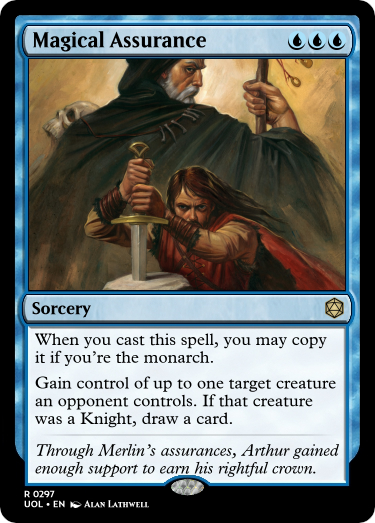 Magical Assurance
Sorcery
When you cast this spell, you may copy
it if you're the monarch.
Gain control of up to one target creature
an opponent controls. If that creature
was a Knight, draw a card.
Through Merlin's assurances, Arthur gained
enough support to earn his rightful crown.
R 0297
UOL • EN Alan Lathwell